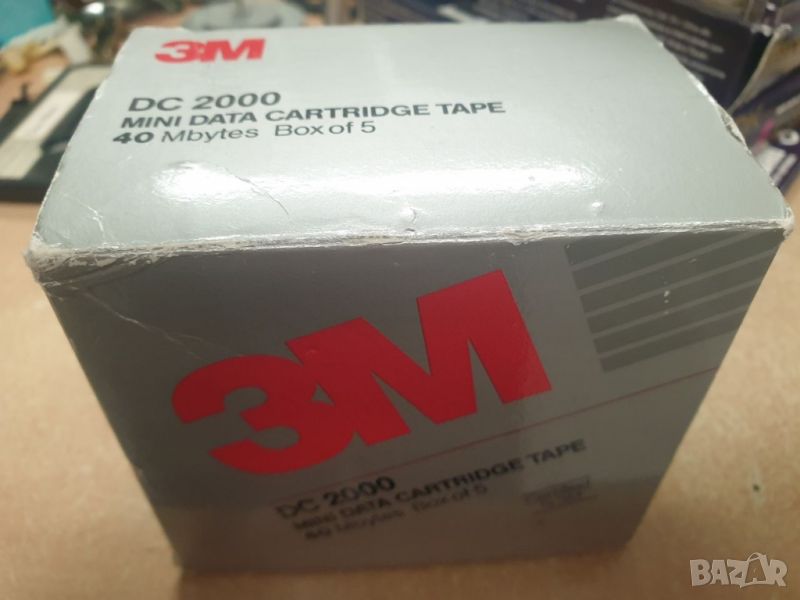 3M
DC 2000
MINI DATA CARTRIDGE TAPE
40 Mbytes Box of 5
3M
DC 2000
MINI DATA CARTRIDGE TAPE
40 Mbytes Box of 5
BAZAR